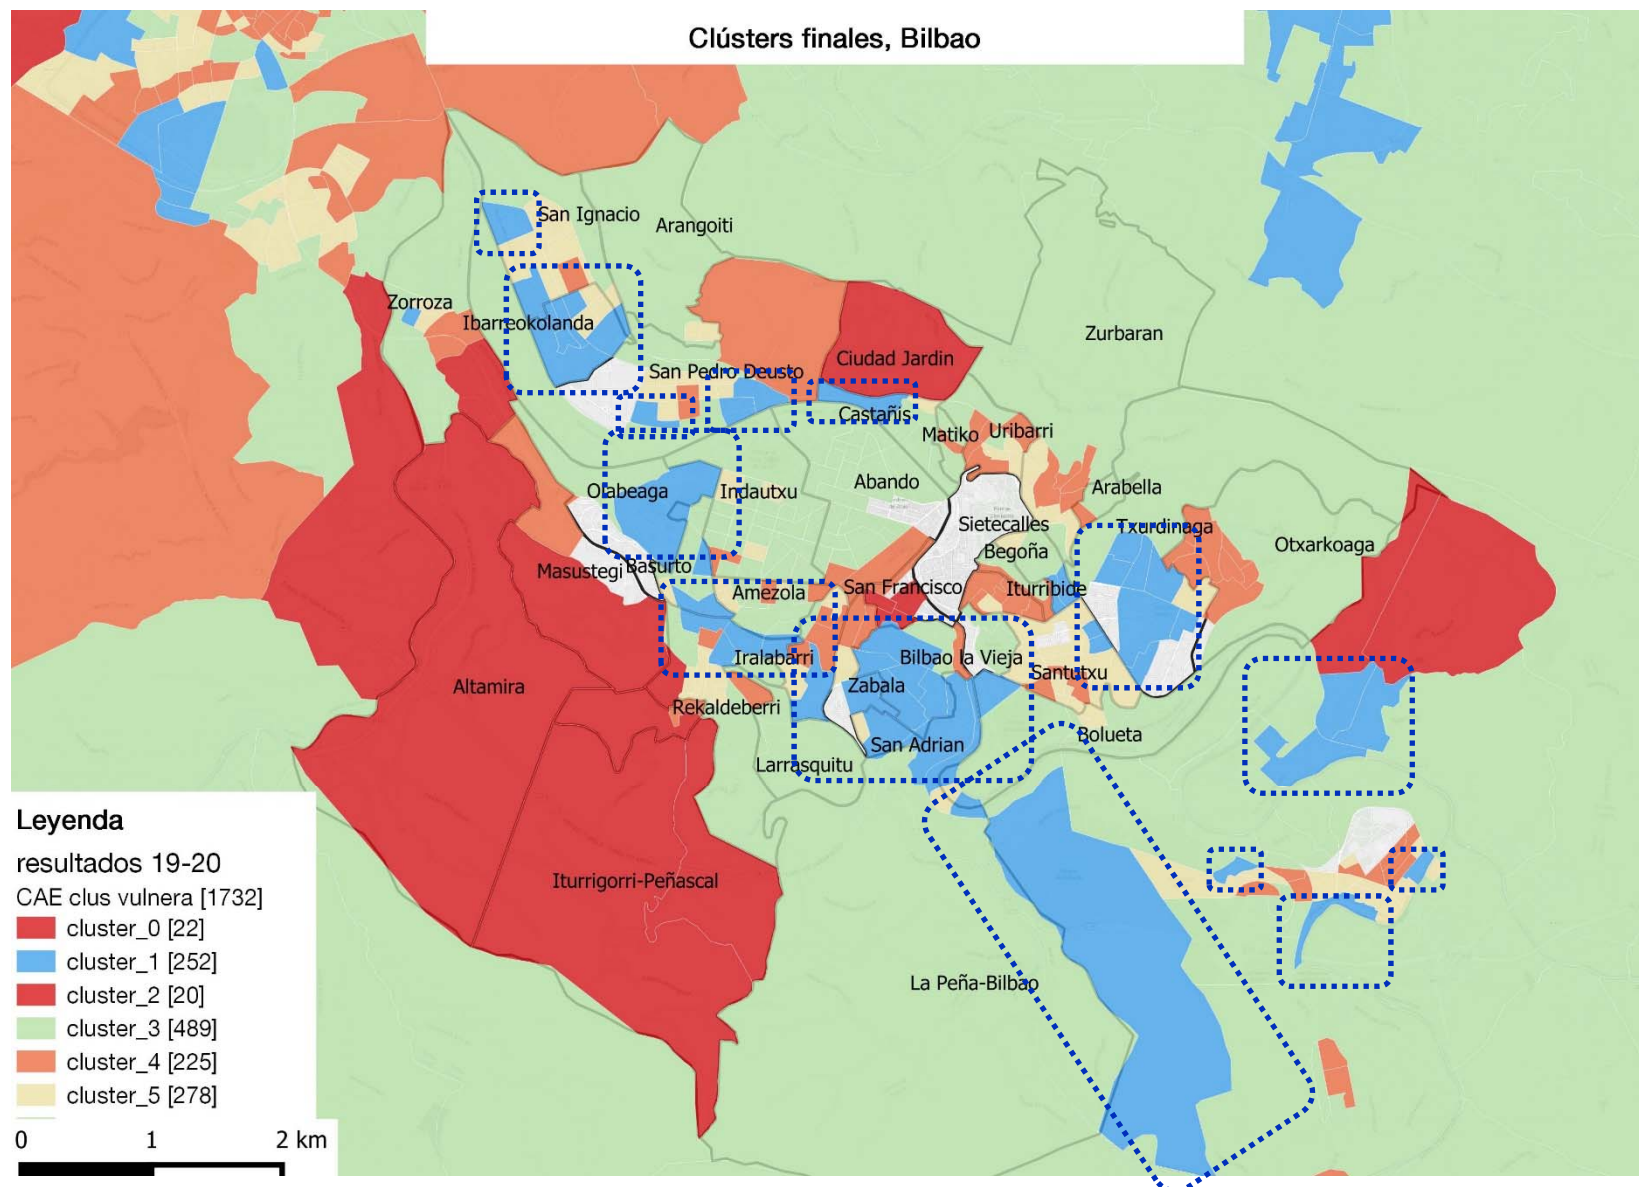 Clústers finales, Bilbao
San Ignacio
Arangoiti
Zorroza
Ibarreokolanda
Zurbaran
Ciudad Jardin
San Pedro Deusto
Castañis
Matiko
Uribarri
Abando
Olabeaga
Indautxu
Arabella
Sietecalles
Txurdinaga
Begoña
Otxarkoaga
Masustegi
Basurto
Amezola
San Francisco
Iturribide
Iralabarri
Bilbao la Vieja
Santutxu
Altamira
Zabala
Rekaldeberri
San Adrian
Bolueta
Larrasquitu
Iturrigorri-Peñascal
La Peña-Bilbao
Leyenda
resultados 19-20
CAE clus vulnera [1732]
cluster_0 [22]
cluster_1 [252]
cluster_2 [20]
cluster_3 [489]
cluster_4 [225]
cluster_5 [278]
0 1 2 km